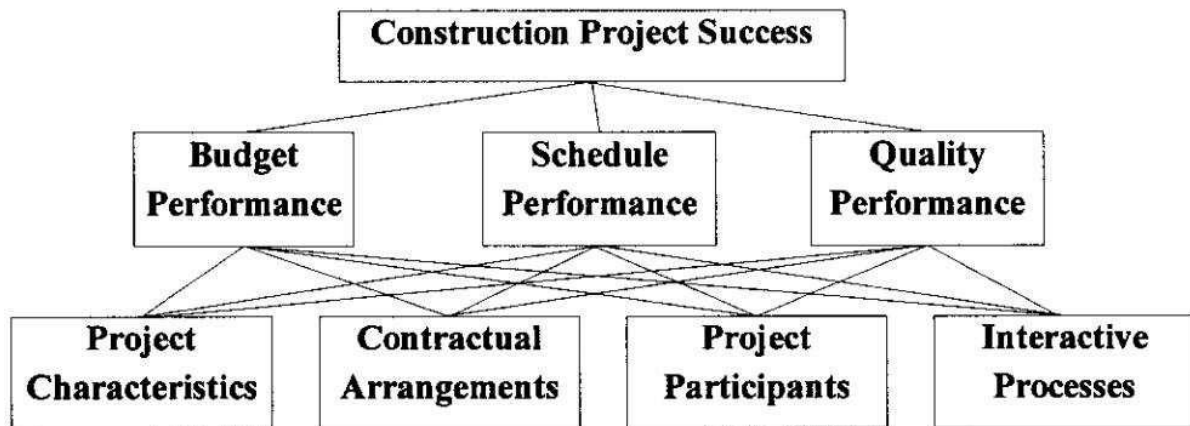 Construction Project Success
Budget
Performance
Schedule
Performance
Quality
Performance
Project
Characteristics
Contractual
Arrangements
Project
Participants
Interactive
Processes